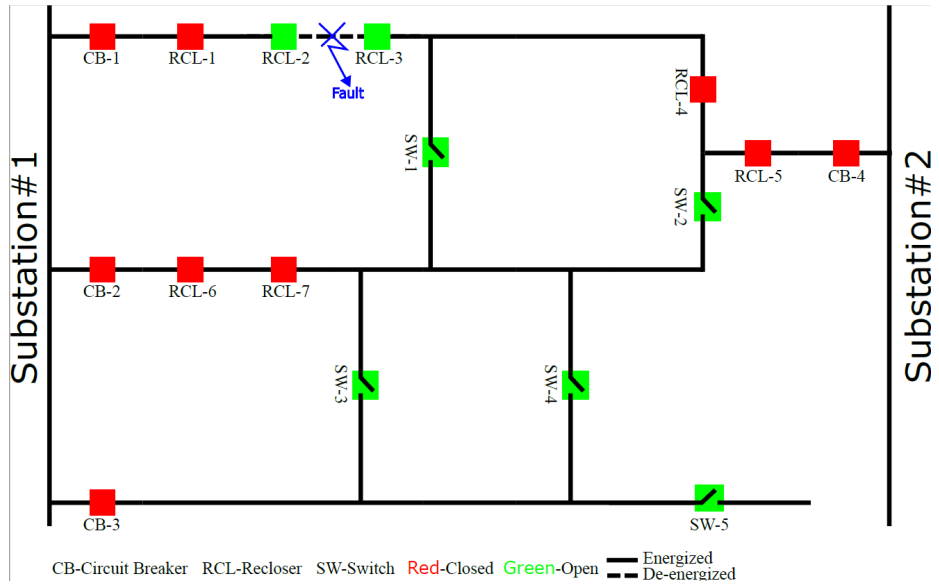 CB-1
RCL-1
RCL-2
RCL-3
Fault
RCL-4
SW-1
Substation#1
RCL-5
CB-4
Substation#2
SW-2
CB-2
RCL-6
RCL-7
SW-3
SW-4
CB-3
SW-5
CB-Circuit Breaker RCL-Recloser SW-Switch Red-Closed Green-Open Energized
De-energized